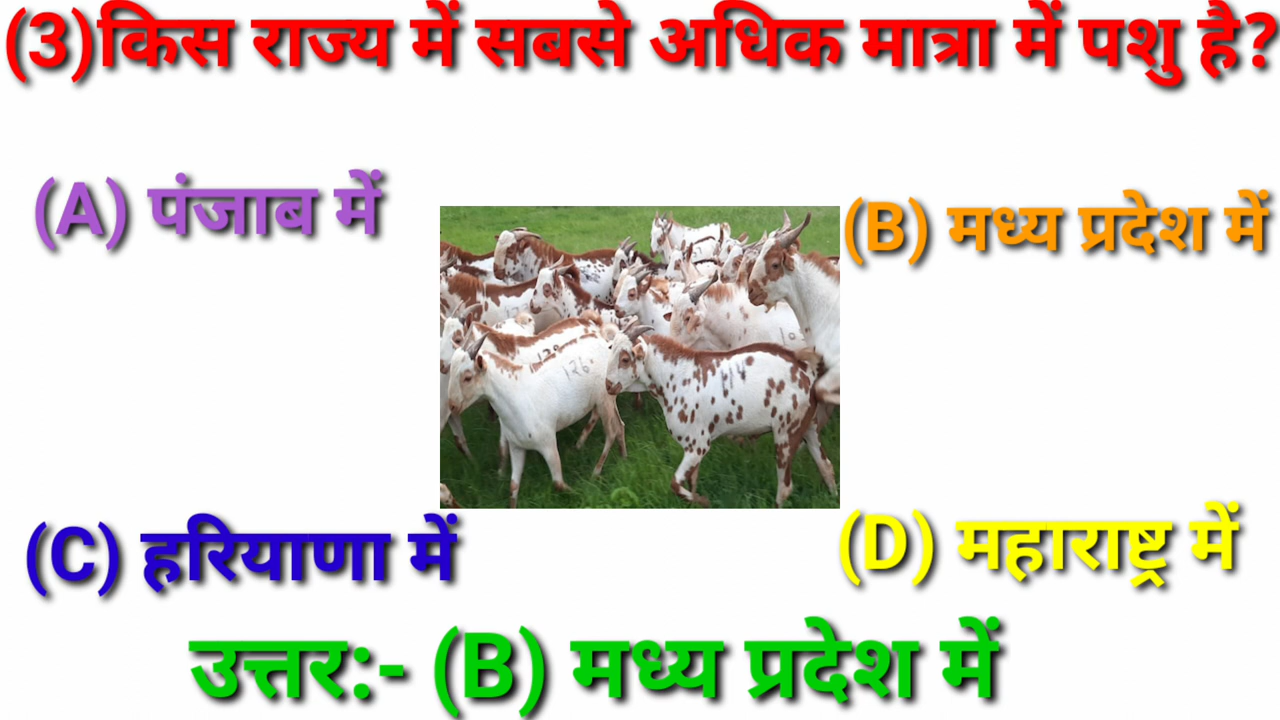 (3)किस राज्य में सबसे अधिक मात्रा में पशु है?
(A) पंजाब में
(B) मध्य प्रदेश में
(C) हरियाणा में
(D) महाराष्ट्र में
उत्तर:- (B) मध्य प्रदेश में